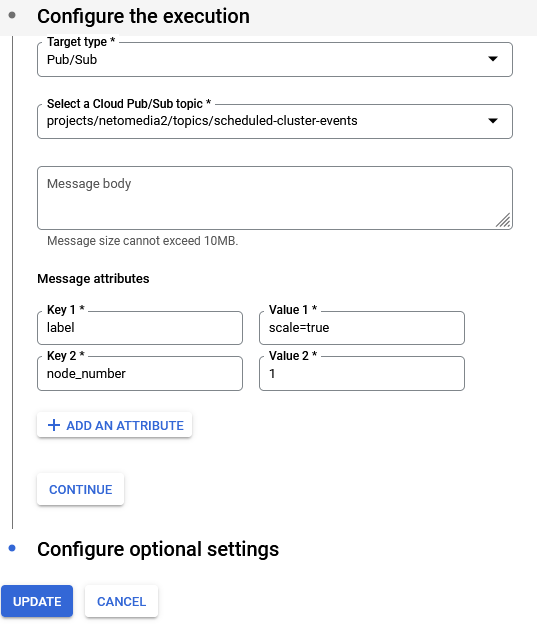 Configure the execution
Target type *
Pub/Sub
Select a Cloud Pub/Sub topic *
projects/netomedia2/topics/scheduled-cluster-events
Message body
Message size cannot exceed 10MB.
Message attributes
Key 1 * Value 1 *
label scale=true
Key 2 * Value 2 *
node_number 1
ADD AN ATTRIBUTE
CONTINUE
Configure optional settings
UPDATE CANCEL